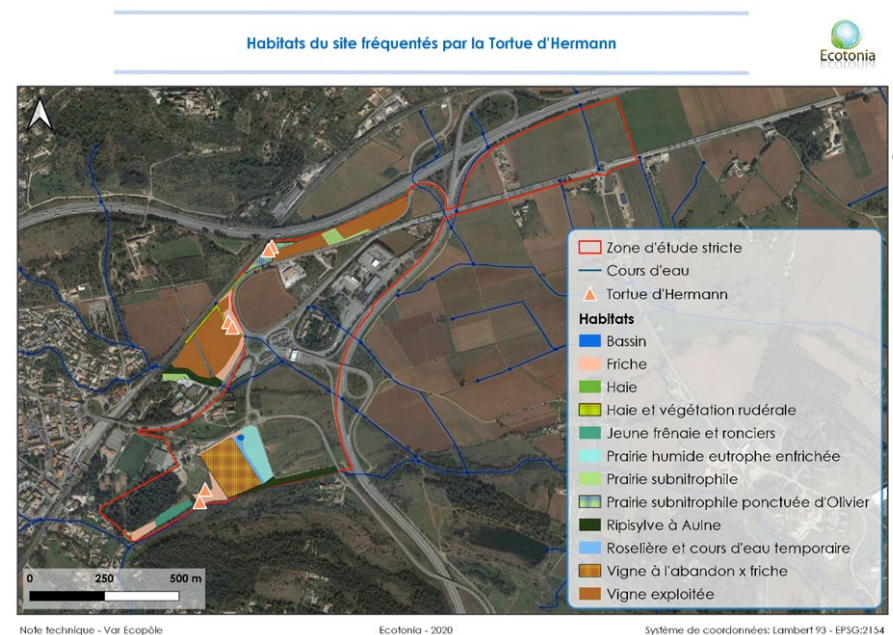 Habitats du site fréquentés par la Tortue d'Hermann
Ecotonia
Zone d'étude stricte
Cours d'eau
Tortue d'Hermann
Habitats
Bassin
Friche
Haie
Haie et végétation rudérale
Jeune frênaie et ronciers
Prairie humide eutrophe enfrichée
Prairie subnitrophile
Prairie subnitrophile ponctuée d'Olivier
Ripisylve à Aulne
Roselière et cours d'eau temporaire
Vigne à l'abandon x friche
Vigne exploitée
0 250 500 m
Note technique - Var Ecopôle Ecotonia - 2020 Système de coordonnées: Lambert 93 - EPSG:2154